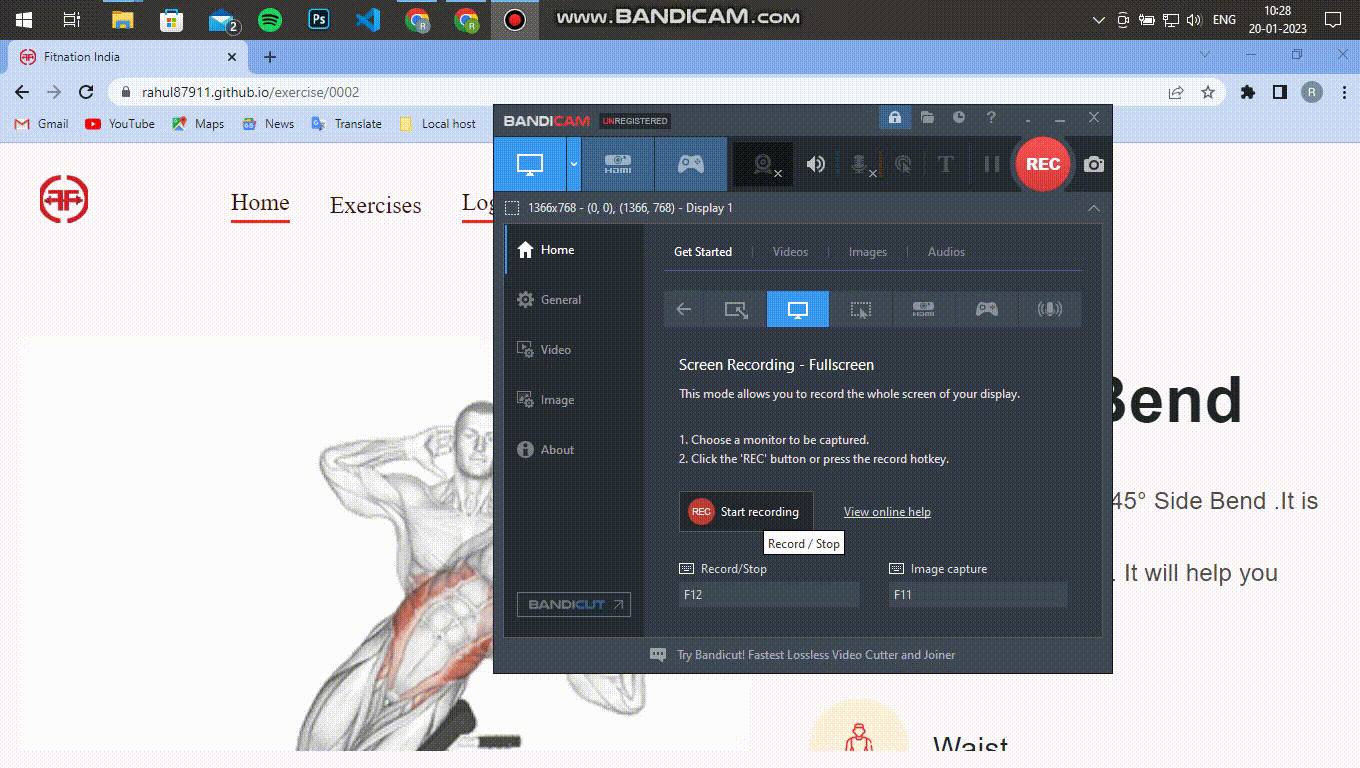 Ps
2
R
R
www.BANDICAM.com
ENG
10:28
20-01-2023
Fitnation India
rahul87911.github.io/exercise/0002
R
Gmail
YouTube
Maps
News
Translate
Local host
BANDICAM
UNREGISTERED
?
HDMI
T
REC
1366x768 - (0, 0), (1366, 768) - Display 1
Home
Exercises
Log
Home
General
Video
Image
About
BANDICUT
Get Started
Videos
Images
Audios
HDMI
Screen Recording - Fullscreen
This mode allows you to record the whole screen of your display.
1. Choose a monitor to be captured.
2. Click the 'REC' button or press the record hotkey.
REC
Start recording
View online help
Record / Stop
Record/Stop
Image capture
F12
F11
Try Bandicut! Fastest Lossless Video Cutter and Joiner
Bend
45° Side Bend .It is
. It will help you
Waist